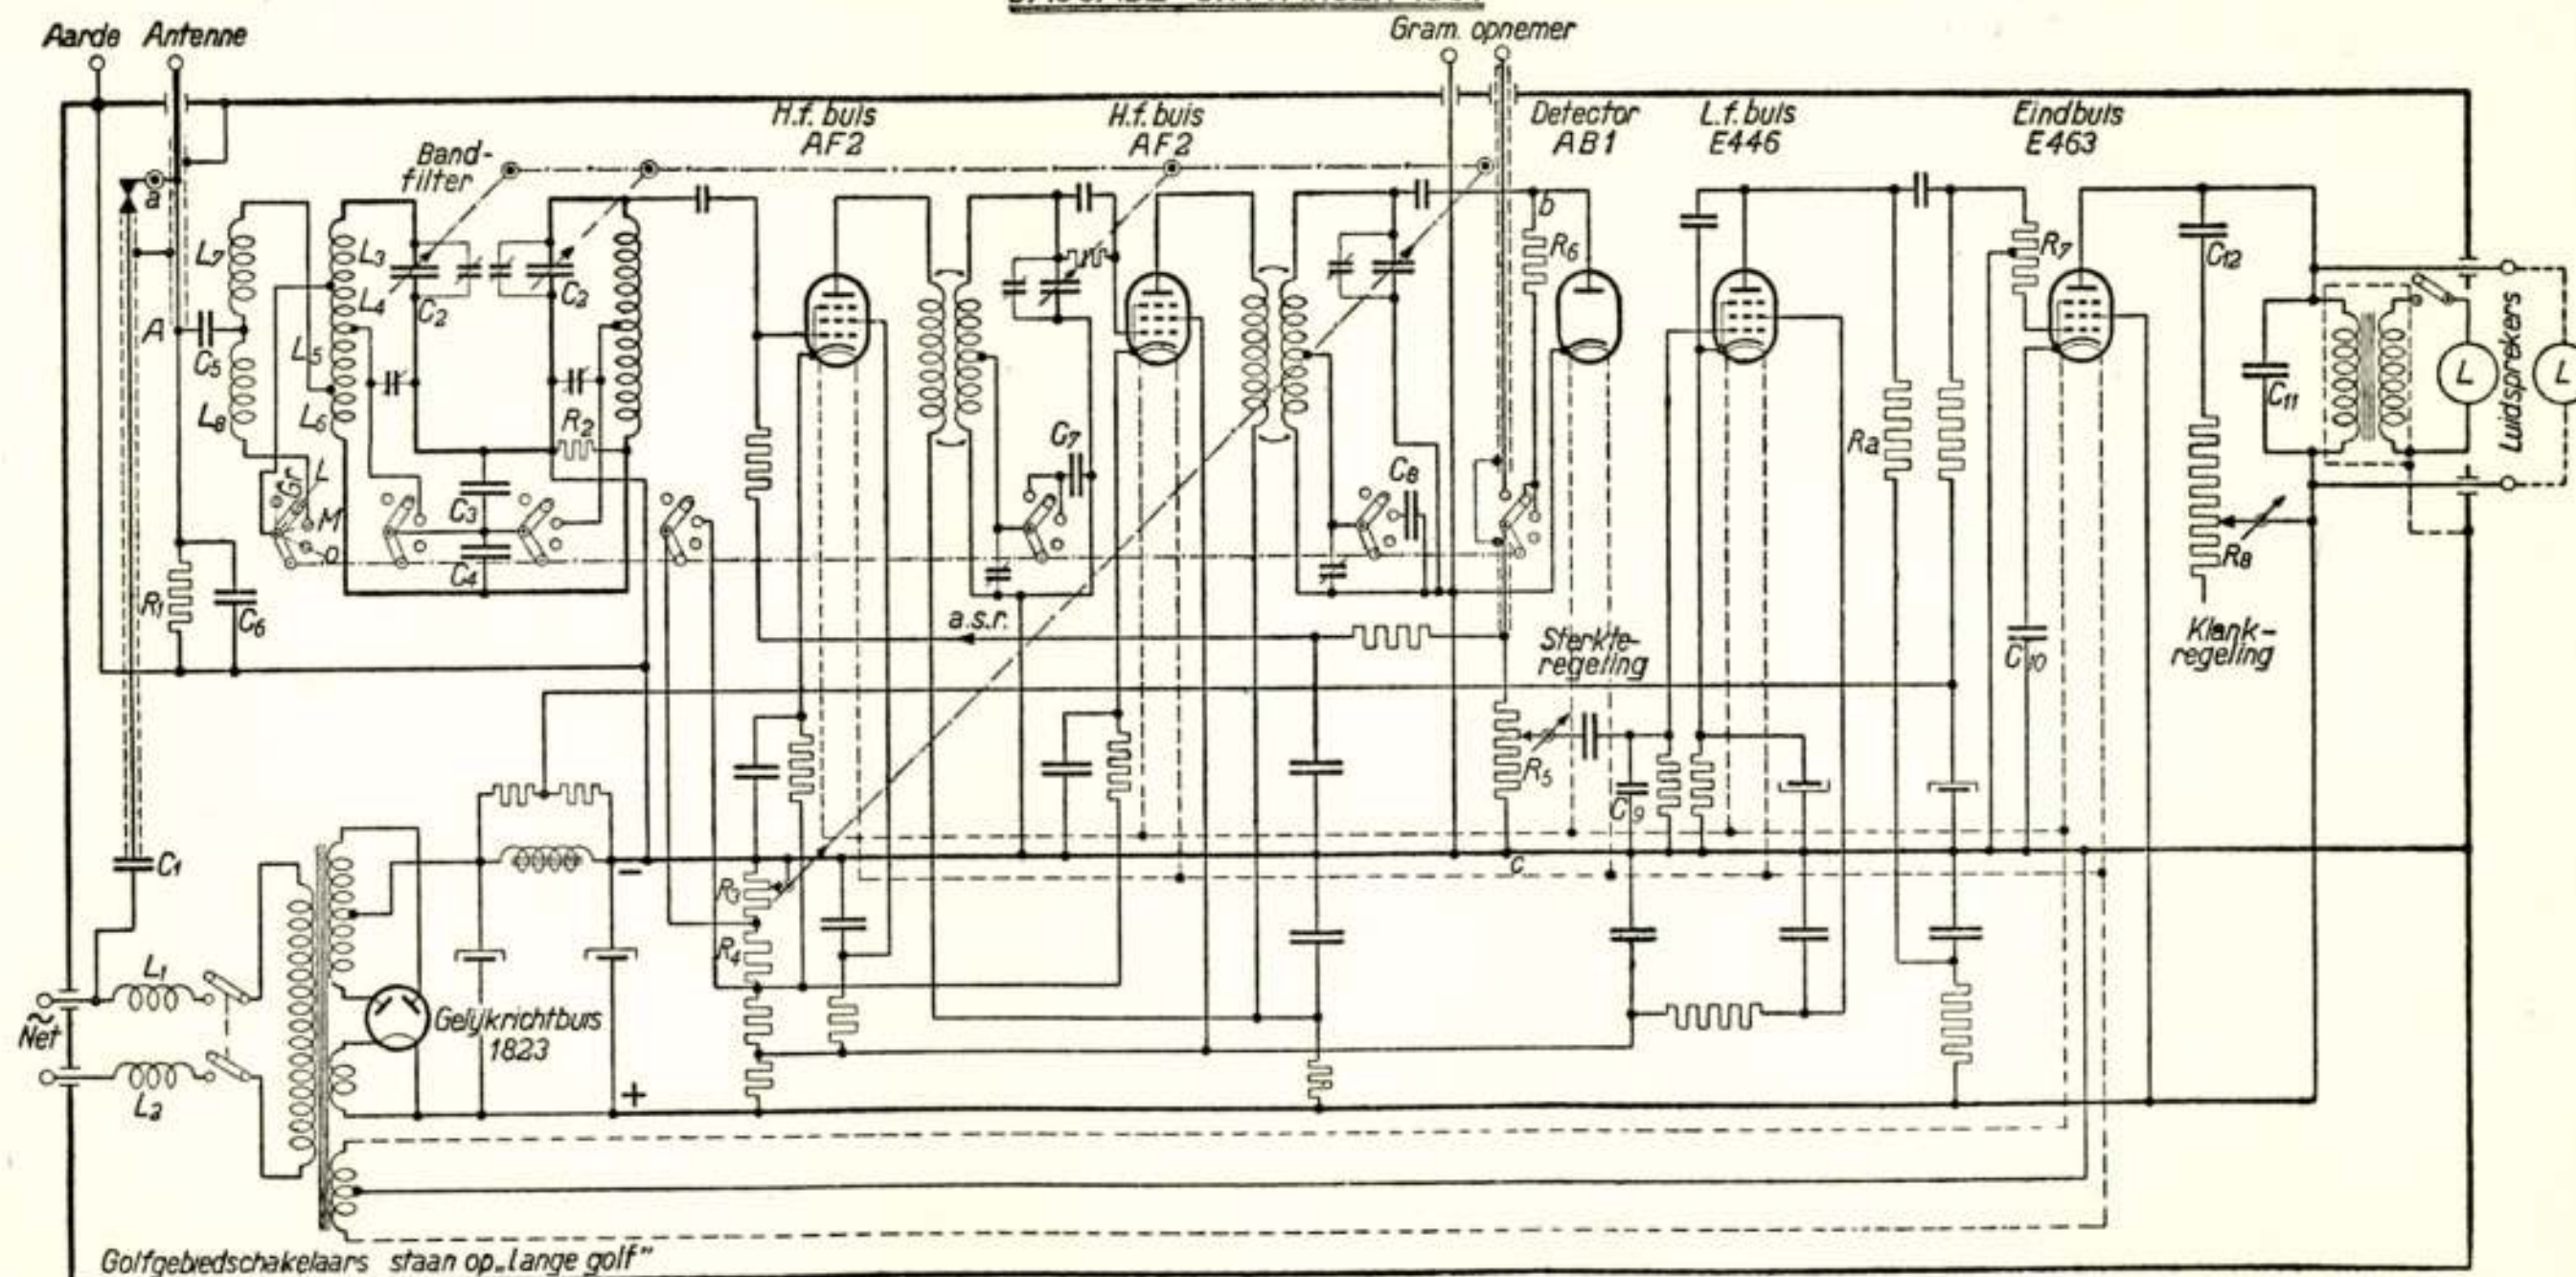 Aarde Antenne
Gram. opnemer
H.f. buis
AF2
H.f. buis
AF2
Detector
AB1
L.f. buis
E446
Eindbuis
E463
Band-
filter
a
b
L7
L3
L4
C2
C2
R6
R7
C12
A
C5
L5
L8
L6
R2
C7
C8
Ra
C11
L
L
Luidsprekers
Gr
L
M
O
C3
C4
R1
C6
R8
a.s.r.
Sterkte-
regeling
C10
Klank-
regeling
R5
C9
C1
−
c
R3
R4
L1
~
Net
L2
Gelijkrichtbuis
1823
+
Golfgebiedschakelaars staan op „lange golf”